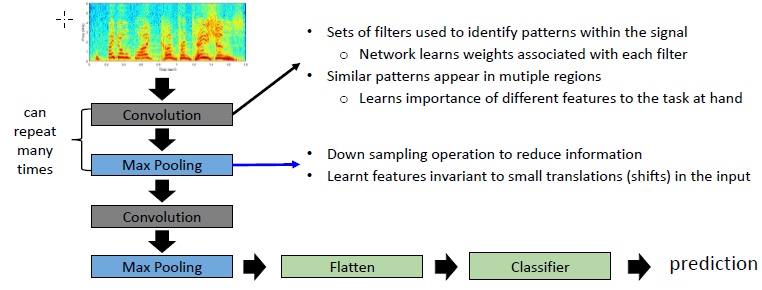 • Sets of filters used to identify patterns within the signal
o Network learns weights associated with each filter
• Similar patterns appear in mutiple regions
o Learns importance of different features to the task at hand
can
repeat
many
times
Convolution
Max Pooling
• Down sampling operation to reduce information
• Learnt features invariant to small translations (shifts) in the input
Convolution
Max Pooling
Flatten
Classifier
prediction